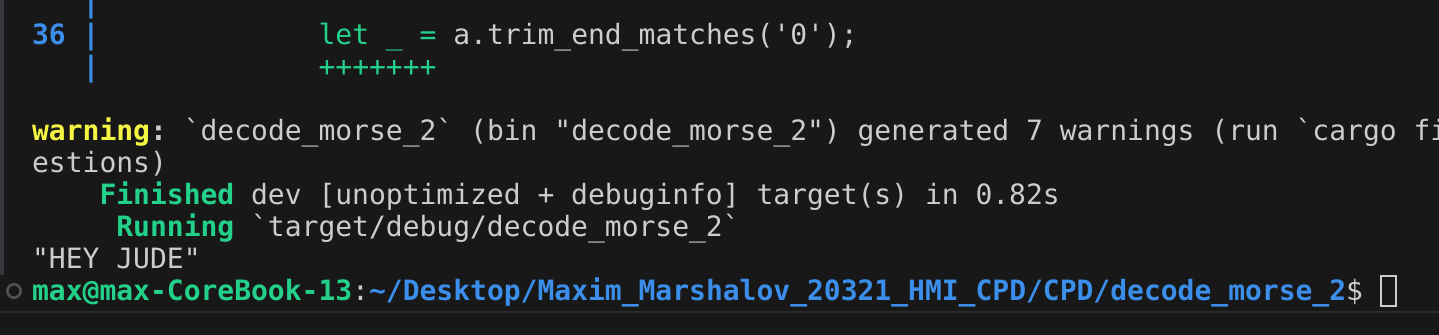 36 |             let _ = a.trim_end_matches('0');
   |             +++++++
warning: `decode_morse_2` (bin "decode_morse_2") generated 7 warnings (run `cargo fi
estions)
    Finished dev [unoptimized + debuginfo] target(s) in 0.82s
     Running `target/debug/decode_morse_2`
"HEY JUDE"
max@max-CoreBook-13:~/Desktop/Maxim_Marshalov_20321_HMI_CPD/CPD/decode_morse_2$